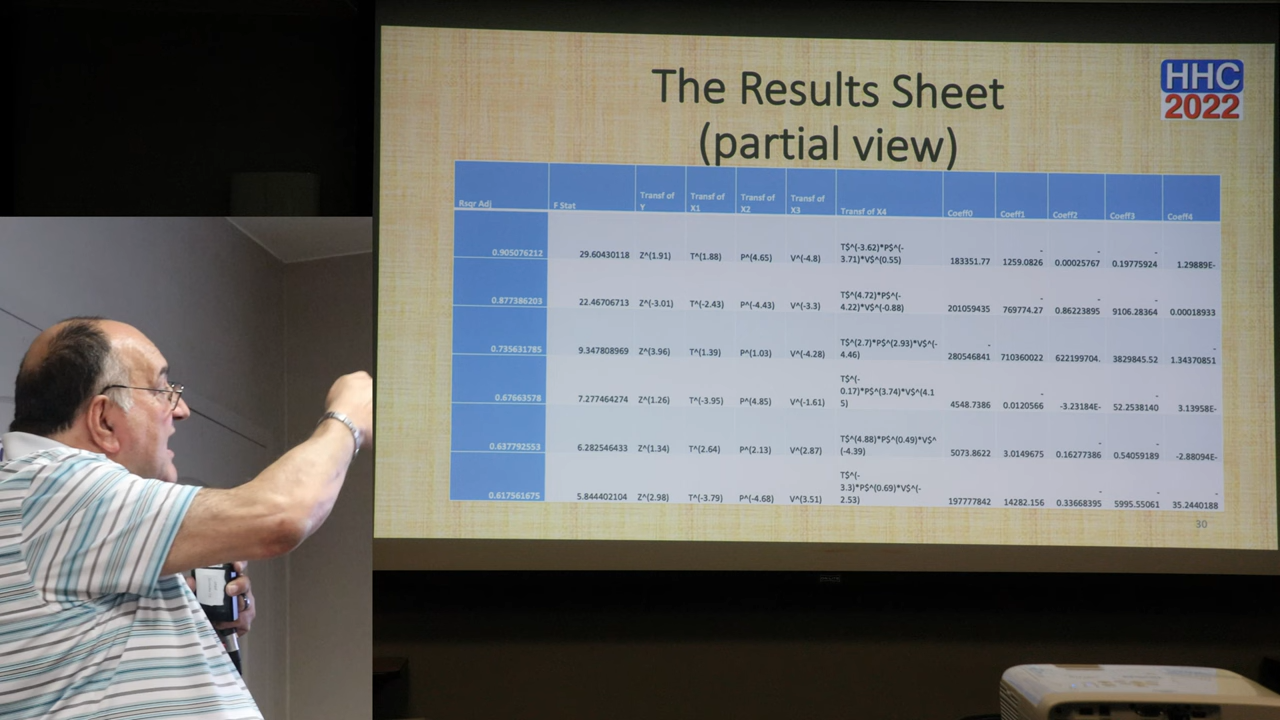 HHC
2022
The Results Sheet
(partial view)
Rsqr Adj F Stat Transf of Y Transf of X1 Transf of X2 Transf of X3 Transf of X4 Coeff0 Coeff1 Coeff2 Coeff3 Coeff4
0.905076212 29.60430118 Z^(1.91) T^(1.88) P^(4.65) V^(-4.8) T$^(-3.62)*P$^(-3.71)*V$^(0.55) 183351.77 -1259.0826 -0.00025767 -0.19775924 1.29889E-
0.877386203 22.46706713 Z^(-3.01) T^(-2.43) P^(-4.43) V^(-3.3) T$^(4.72)*P$^(-4.22)*V$^(-0.88) 201059435 -769774.27 -0.86223895 -9106.28364 0.00018933
0.735631785 9.347808969 Z^(3.96) T^(1.39) P^(1.03) V^(-4.28) T$^(2.7)*P$^(2.93)*V$^(-4.46) -280546841 710360022 622199704. 3829845.52 -1.34370851
0.67663578 7.277464274 Z^(1.26) T^(-3.95) P^(4.85) V^(-1.61) T$^(-0.17)*P$^(3.74)*V$^(4.15) 4548.7386 0.0120566 -3.23184E- -52.2538140 3.13958E-
0.637792553 6.282546433 Z^(1.34) T^(2.64) P^(2.13) V^(2.87) T$^(4.88)*P$^(0.49)*V$^(-4.39) 5073.8622 3.0149675 -0.16277386 -0.54059189 -2.88094E-
0.617561675 5.844402104 Z^(2.98) T^(-3.79) P^(-4.68) V^(3.51) T$^(-3.3)*P$^(0.69)*V$^(-2.53) 197777842 14282.156 -0.33668395 -5995.55061 -35.2440188
30